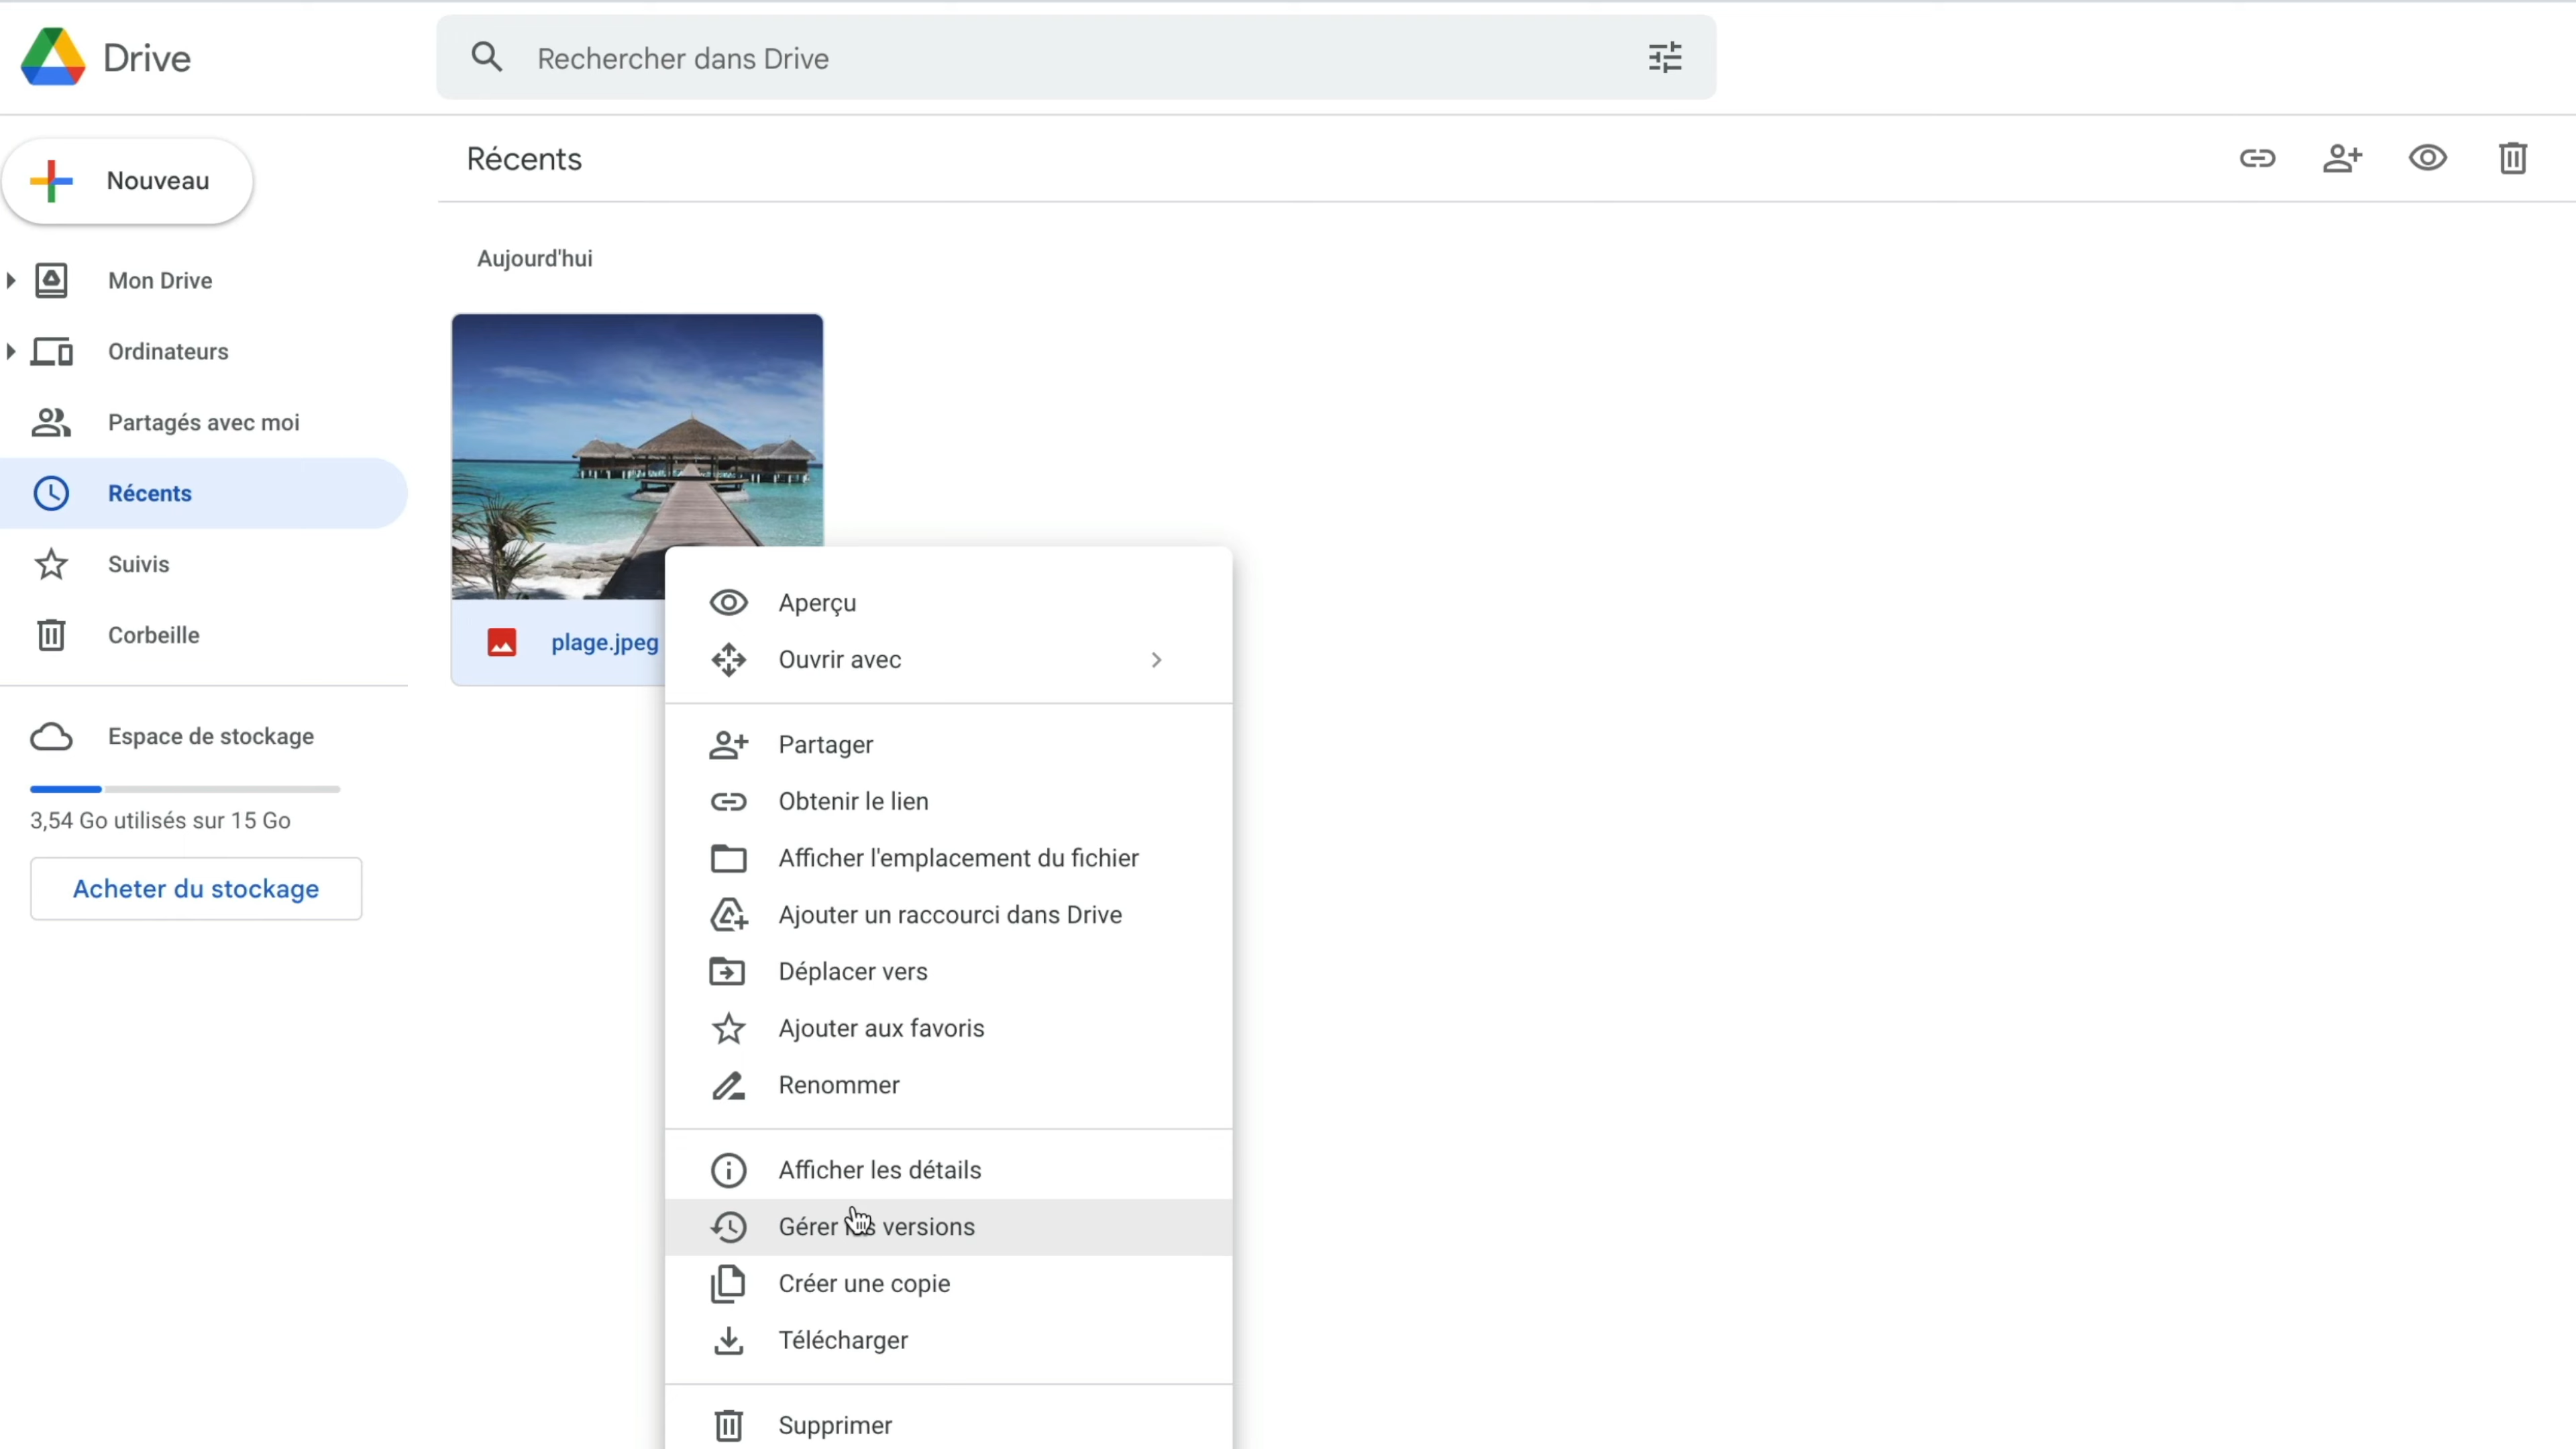 Drive
Rechercher dans Drive
Nouveau
Mon Drive
Ordinateurs
Partagés avec moi
Récents
Suivis
Corbeille
Espace de stockage
3,54 Go utilisés sur 15 Go
Acheter du stockage
Récents
Aujourd'hui
plage.jpeg
Aperçu
Ouvrir avec
Partager
Obtenir le lien
Afficher l'emplacement du fichier
Ajouter un raccourci dans Drive
Déplacer vers
Ajouter aux favoris
Renommer
Afficher les détails
Gérer les versions
Créer une copie
Télécharger
Supprimer